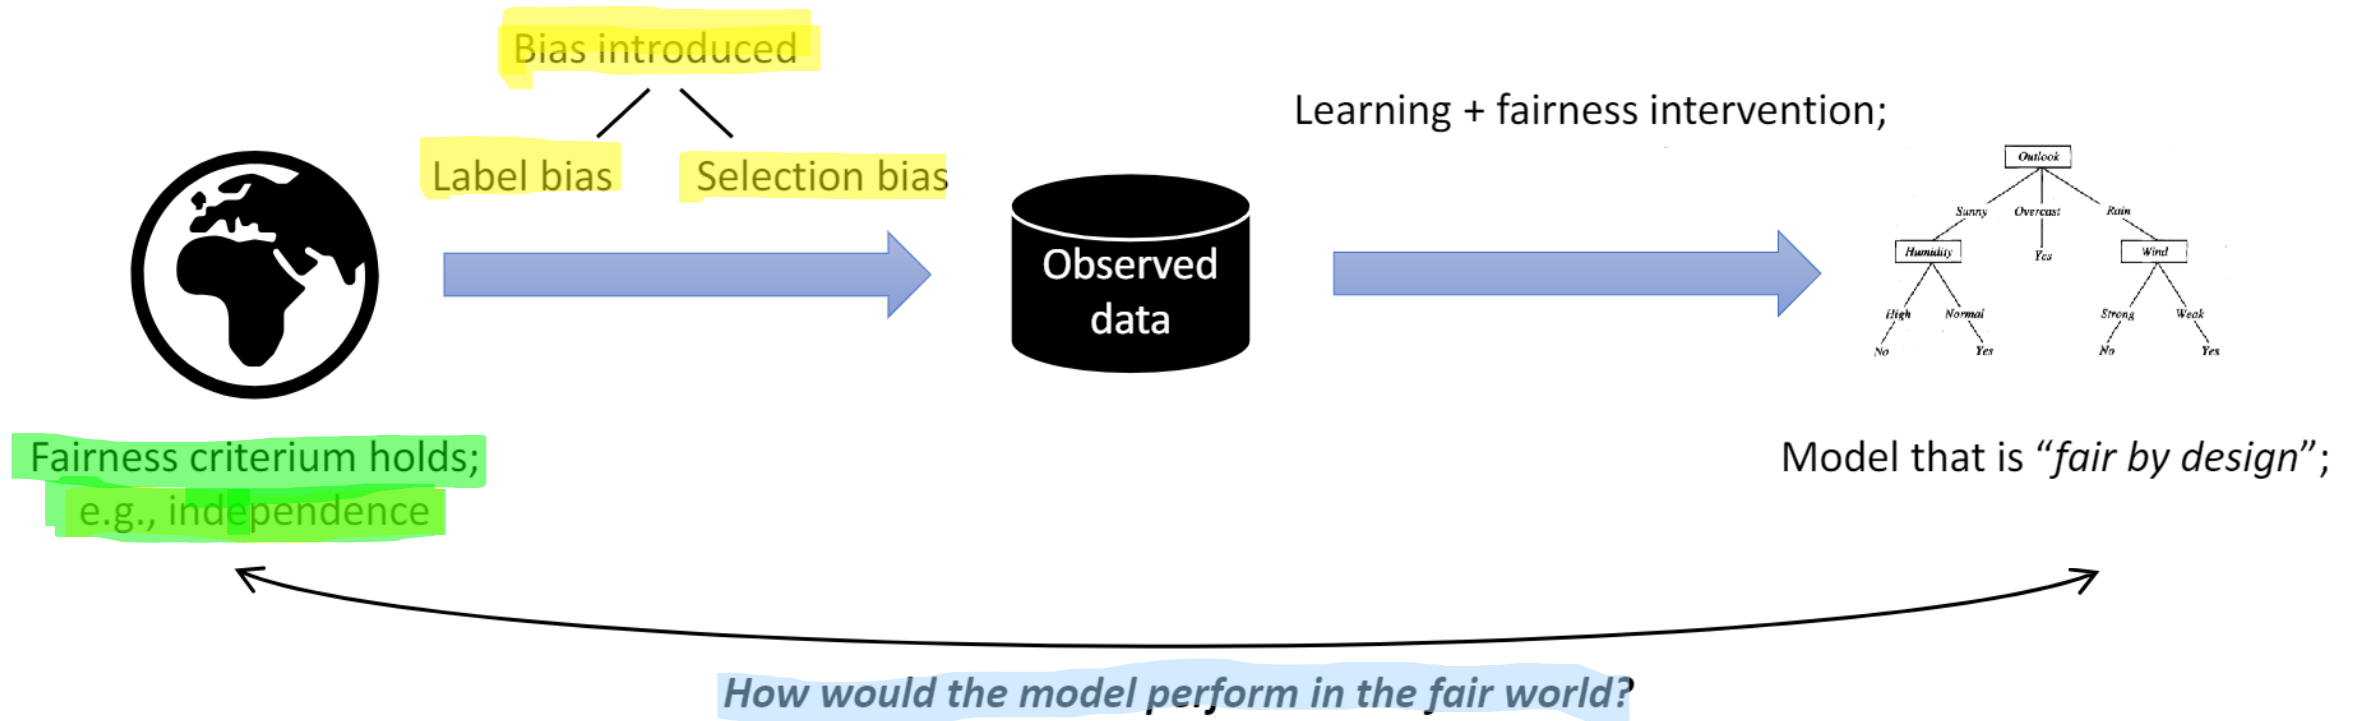 Bias introduced
Label bias
Selection bias
Learning + fairness intervention;
Observed
data
Outlook
Sunny
Overcast
Rain
Humidity
Yes
Wind
High
Normal
Strong
Weak
No
Yes
No
Yes
Fairness criterium holds;
e.g., independence
Model that is “fair by design”;
How would the model perform in the fair world?